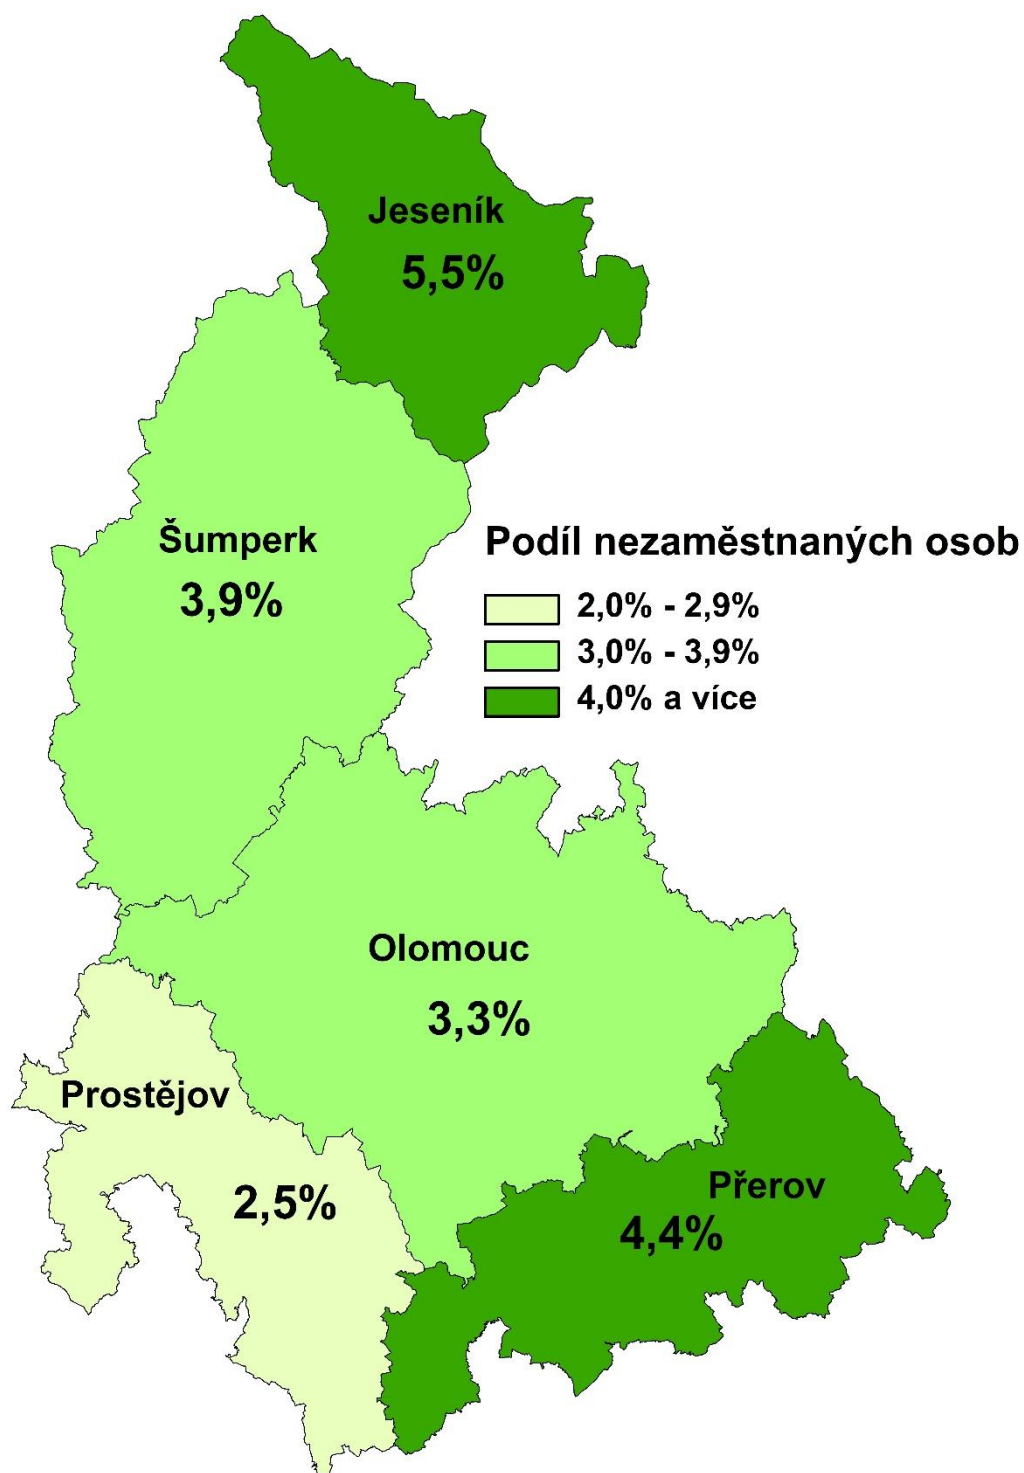 Jeseník
5,5%
Šumperk
3,9%
Podíl nezaměstnaných osob
2,0% - 2,9%
3,0% - 3,9%
4,0% a více
Olomouc
3,3%
Prostějov
2,5%
Přerov
4,4%